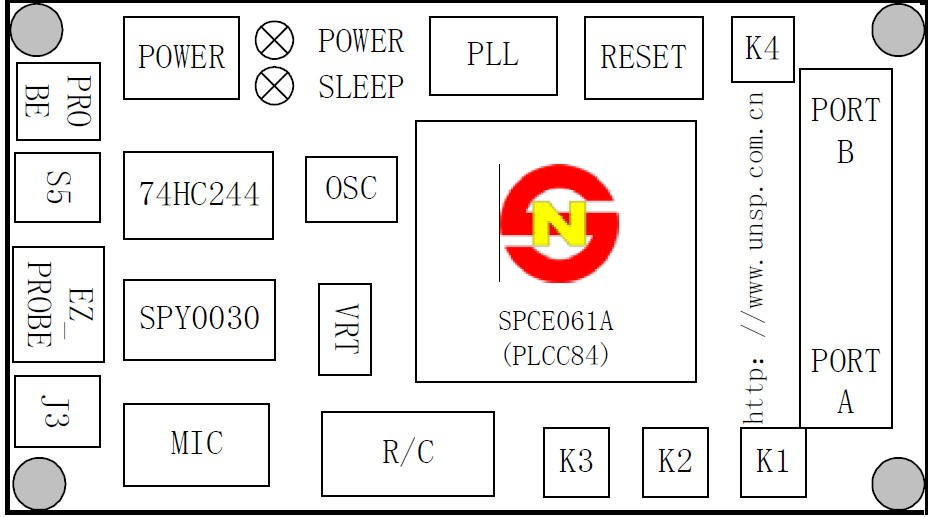 POWER
POWER
SLEEP
PLL
RESET
K4
PRO
BE
PORT
B
S5
74HC244
OSC
N
http://www.unsp.com.cn
EZ_
PROBE
SPY0030
VRT
SPCE061A
(PLCC84)
PORT
A
J3
MIC
R/C
K3
K2
K1